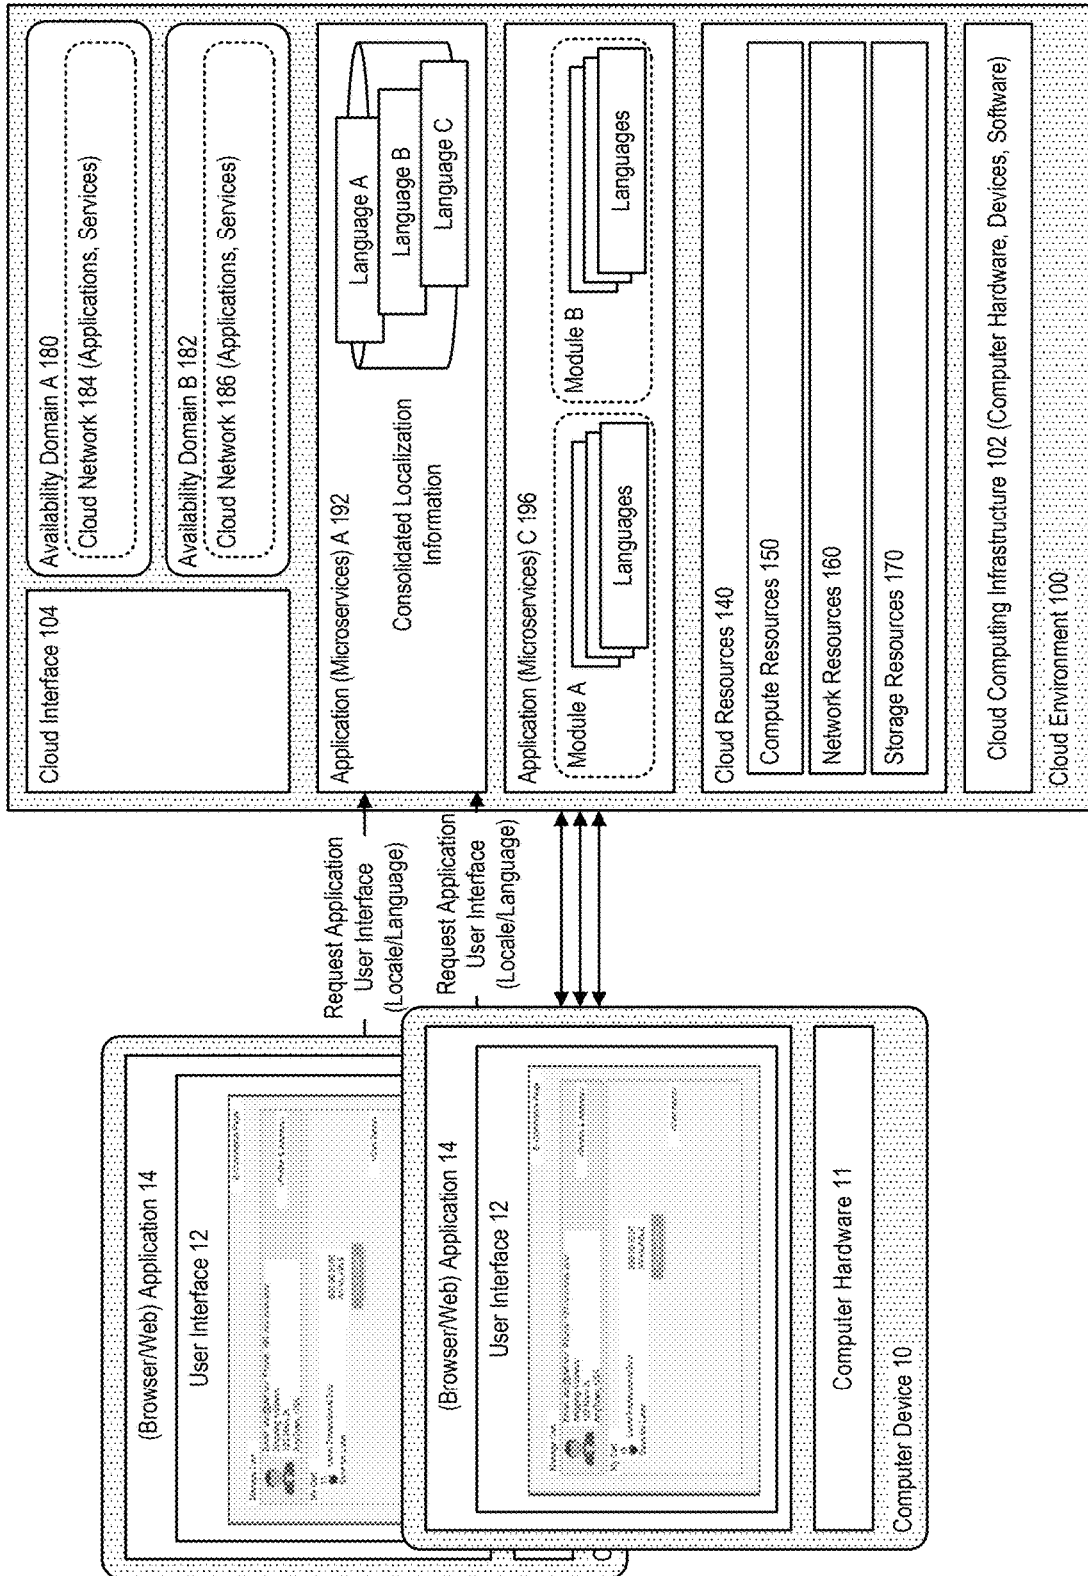 (Browser/Web) Application 14
User Interface 12
(Browser/Web) Application 14
User Interface 12
Computer Hardware 11
Computer Device 10
Request Application
User Interface
(Locale/Language)
Request Application
User Interface
(Locale/Language)
Cloud Interface 104
Availability Domain A 180
Cloud Network 184 (Applications, Services)
Availability Domain B 182
Cloud Network 186 (Applications, Services)
Application (Microservices) A 192
Consolidated Localization
Information
Language A
Language B
Language C
Application (Microservices) C 196
Module A
Languages
Module B
Languages
Cloud Resources 140
Compute Resources 150
Network Resources 160
Storage Resources 170
Cloud Computing Infrastructure 102 (Computer Hardware, Devices, Software)
Cloud Environment 100